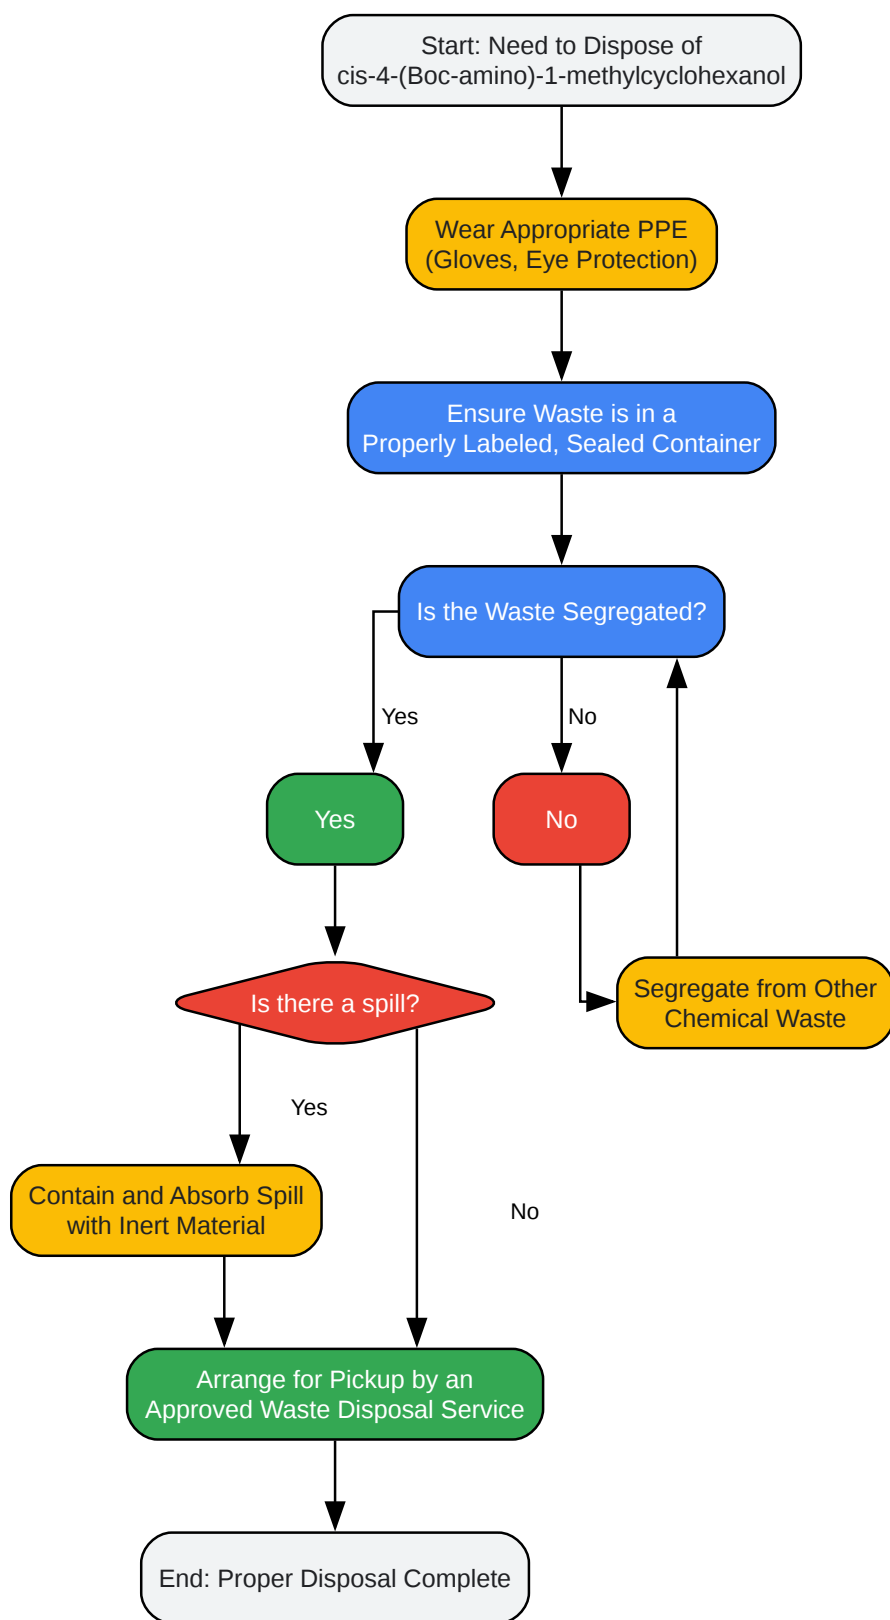 Start: Need to Dispose of
cis-4-(Boc-amino)-1-methylcyclohexanol
Wear Appropriate PPE
(Gloves, Eye Protection)
Ensure Waste is in a
Properly Labeled, Sealed Container
Is the Waste Segregated?
Yes
No
Yes
No
Segregate from Other
Chemical Waste
Is there a spill?
Yes
Contain and Absorb Spill
with Inert Material
No
Arrange for Pickup by an
Approved Waste Disposal Service
End: Proper Disposal Complete